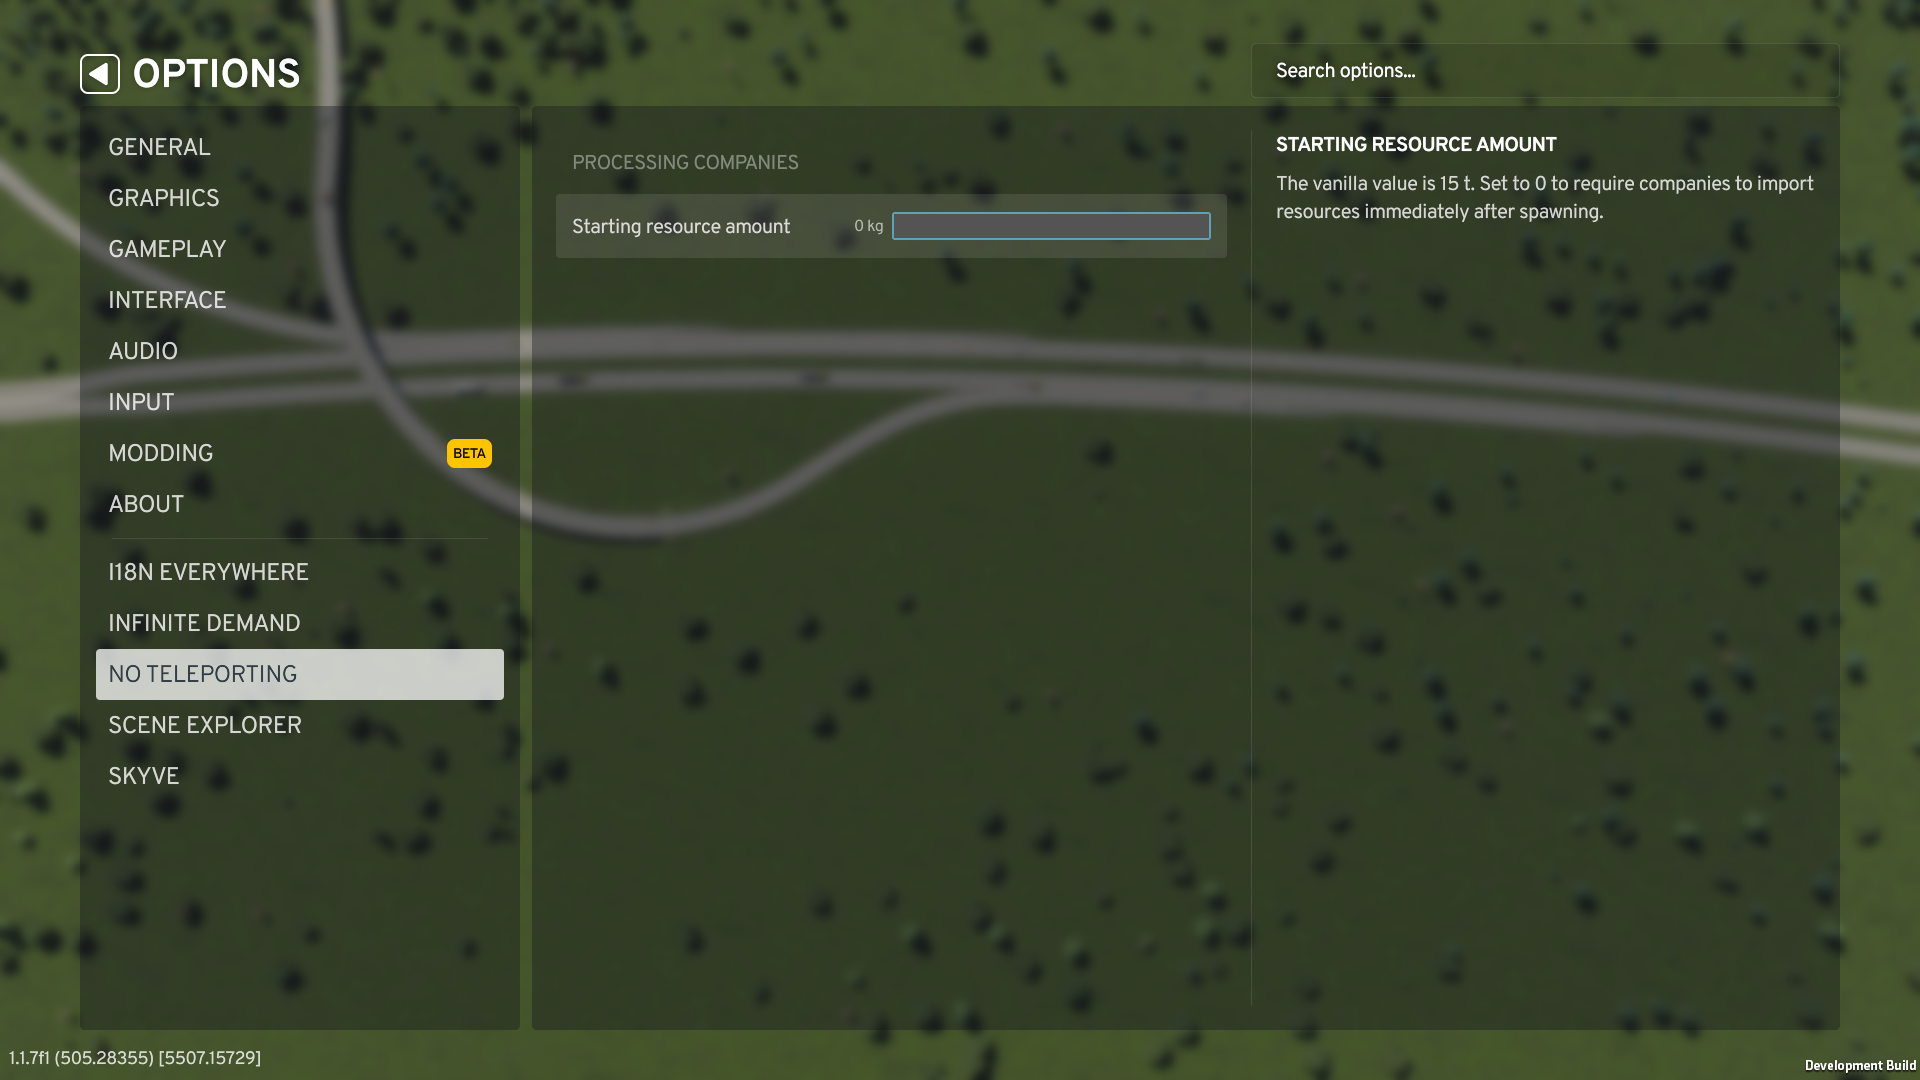 OPTIONS
Search options...
GENERAL
GRAPHICS
GAMEPLAY
INTERFACE
AUDIO
INPUT
MODDING
BETA
ABOUT
I18N EVERYWHERE
INFINITE DEMAND
NO TELEPORTING
SCENE EXPLORER
SKYVE
PROCESSING COMPANIES
Starting resource amount
0 kg
STARTING RESOURCE AMOUNT
The vanilla value is 15 t. Set to 0 to require companies to import
resources immediately after spawning.
1.1.7f1 (505.28355) [5507.15729]
Development Build